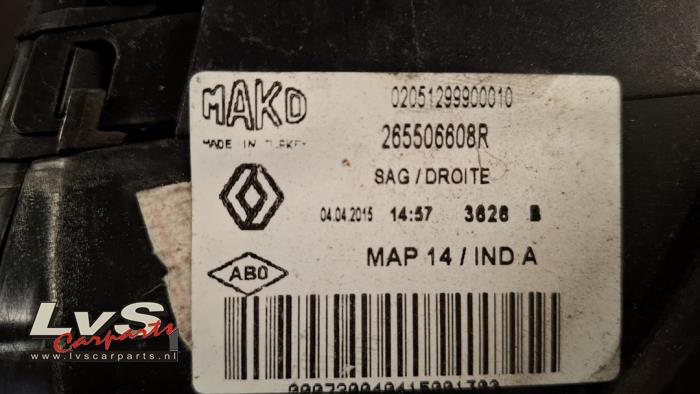 MAKO
02051299900010
MADE IN TURKEY
265506608R
SAG / DROITE
04.04.2015 14:57 3626 B
MAP 14 / IND A
ABO
LvS
Carparts
www.lvscarparts.nl